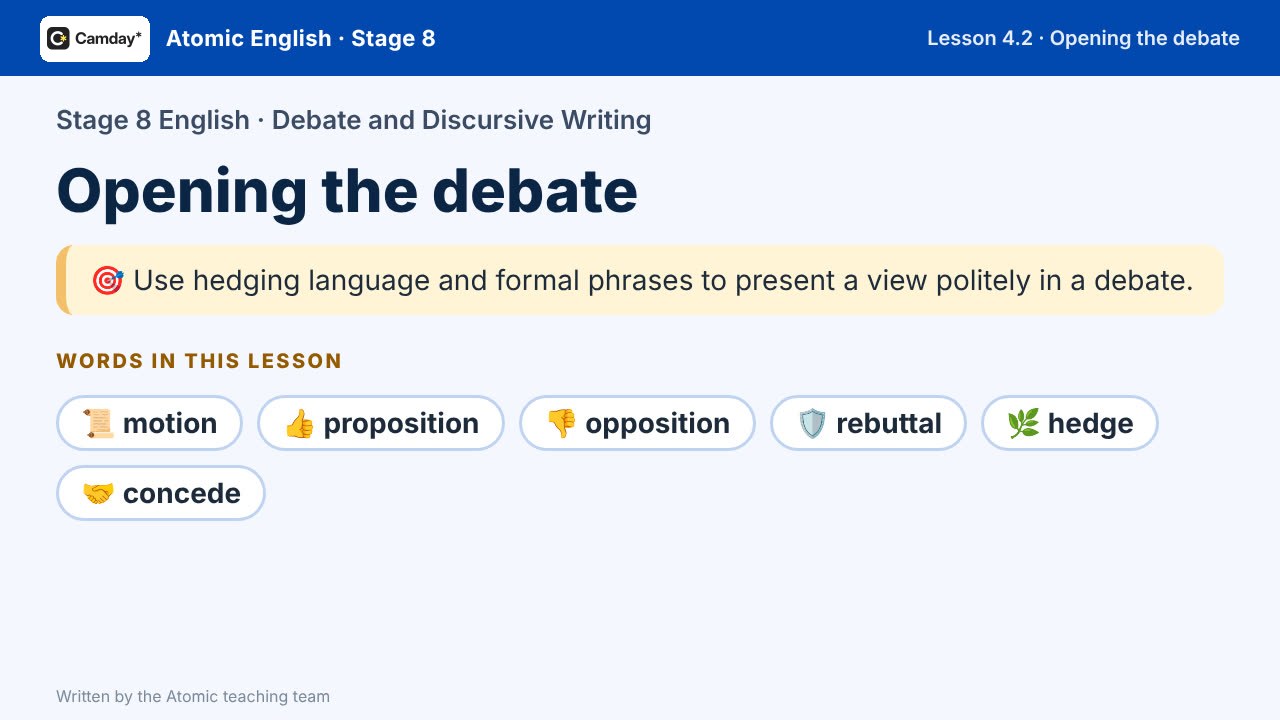 Camday* Atomic English · Stage 8
Lesson 4.2 · Opening the debate
Stage 8 English · Debate and Discursive Writing
Opening the debate
🎯 Use hedging language and formal phrases to present a view politely in a debate.
WORDS IN THIS LESSON
📜 motion 👍 proposition 👎 opposition 🛡️ rebuttal 🌿 hedge
🤝 concede
Written by the Atomic teaching team